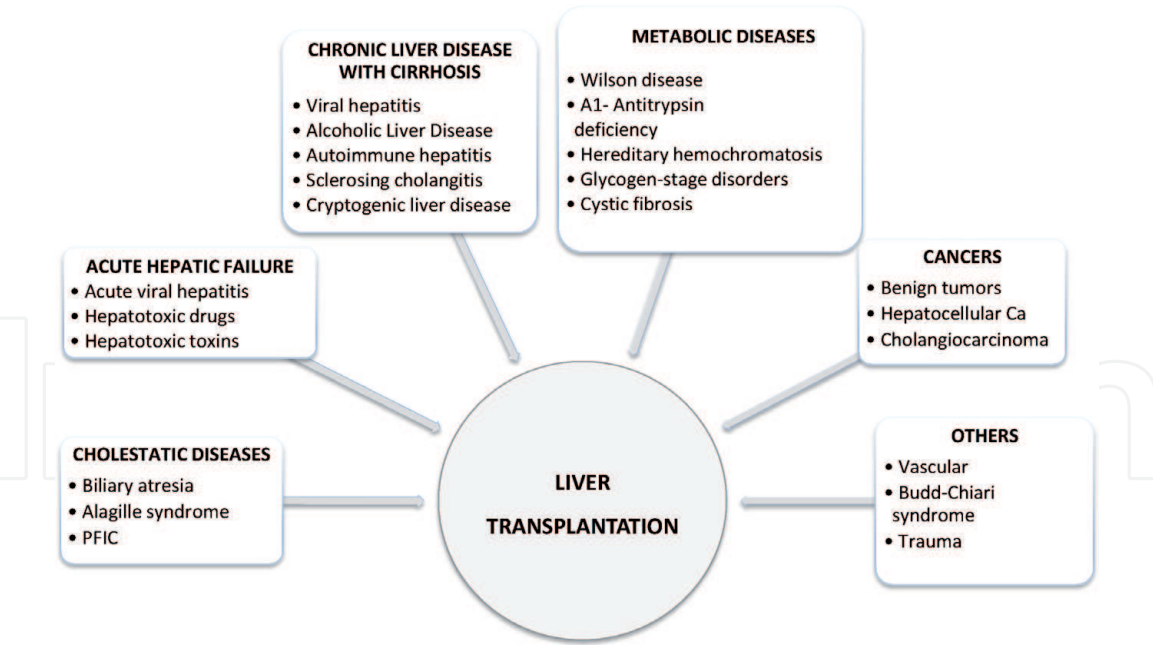 CHRONIC LIVER DISEASE
WITH CIRRHOSIS
• Viral hepatitis
• Alcoholic Liver Disease
• Autoimmune hepatitis
• Sclerosing cholangitis
• Cryptogenic liver disease
METABOLIC DISEASES
• Wilson disease
• A1- Antitrypsin
deficiency
• Hereditary hemochromatosis
• Glycogen-stage disorders
• Cystic fibrosis
ACUTE HEPATIC FAILURE
• Acute viral hepatitis
• Hepatotoxic drugs
• Hepatotoxic toxins
CANCERS
• Benign tumors
• Hepatocellular Ca
• Cholangiocarcinoma
CHOLESTATIC DISEASES
• Biliary atresia
• Alagille syndrome
• PFIC
OTHERS
• Vascular
• Budd-Chiari
syndrome
• Trauma
LIVER
TRANSPLANTATION